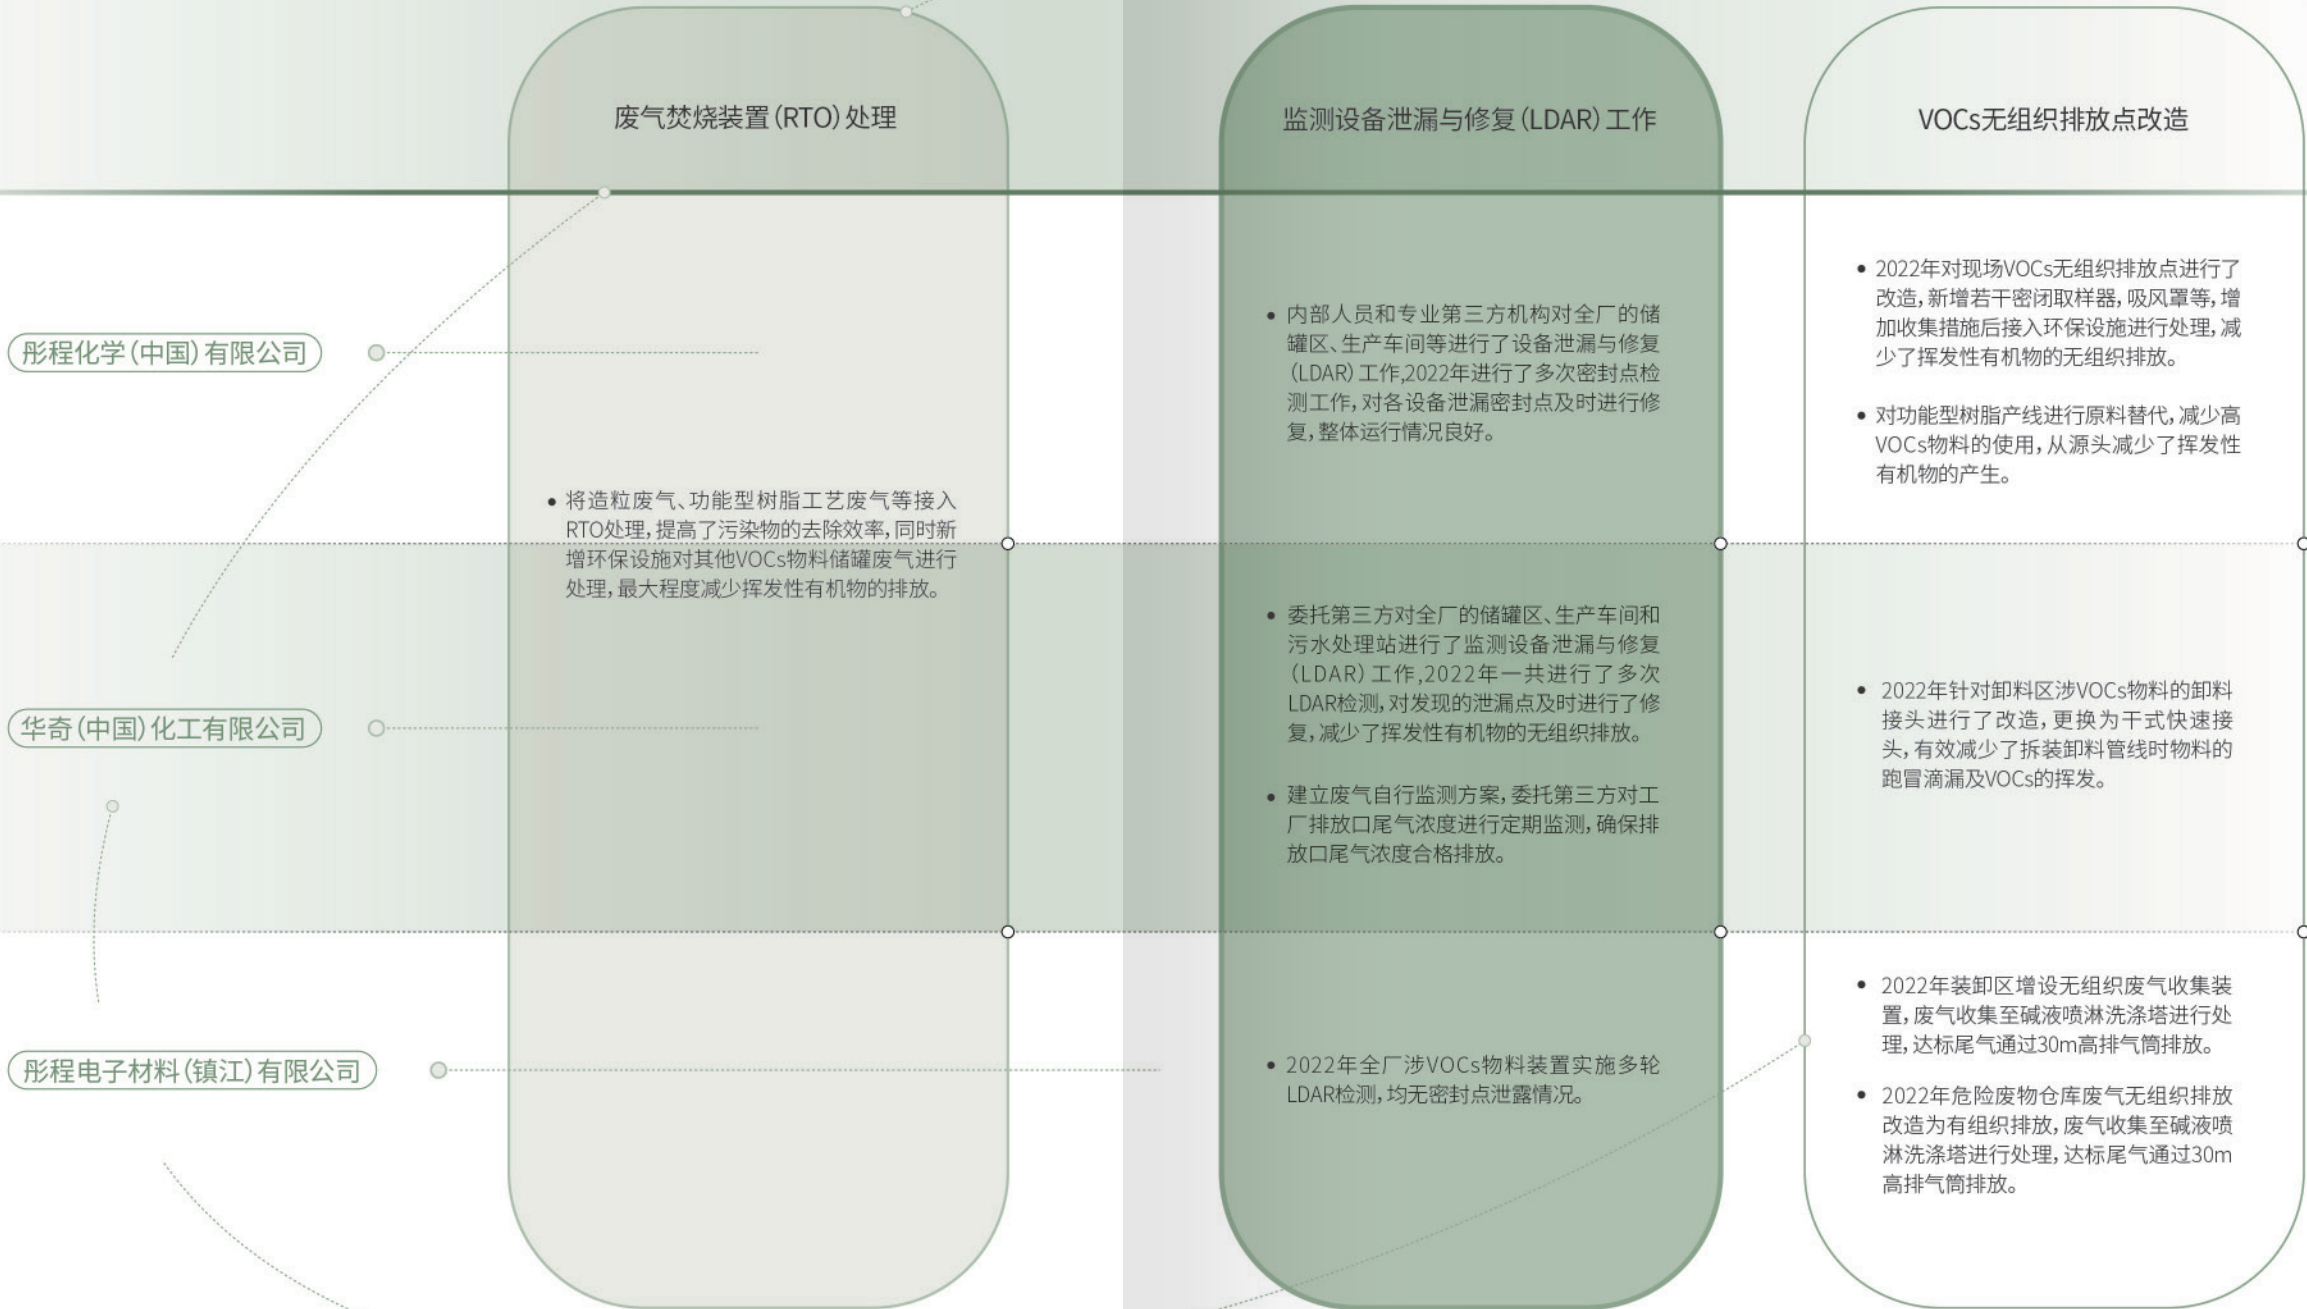 废气焚烧装置（RTO）处理
监测设备泄漏与修复（LDAR）工作
VOCs无组织排放点改造
彤程化学（中国）有限公司
华奇（中国）化工有限公司
彤程电子材料（镇江）有限公司
• 将造粒废气、功能型树脂工艺废气等接入
RTO处理，提高了污染物的去除效率，同时新
增环保设施对其他VOCs物料储罐废气进行
处理，最大程度减少挥发性有机物的排放。
• 内部人员和专业第三方机构对全厂的储
罐区、生产车间等进行了设备泄漏与修复
（LDAR）工作,2022年进行了多次密封点检
测工作，对各设备泄漏密封点及时进行修
复，整体运行情况良好。
• 委托第三方对全厂的储罐区、生产车间和
污水处理站进行了监测设备泄漏与修复
（LDAR）工作,2022年一共进行了多次
LDAR检测，对发现的泄漏点及时进行了修
复，减少了挥发性有机物的无组织排放。
• 建立废气自行监测方案，委托第三方对工
厂排放口尾气浓度进行定期监测，确保排
放口尾气浓度合格排放。
• 2022年全厂涉VOCs物料装置实施多轮
LDAR检测，均无密封点泄露情况。
• 2022年对现场VOCs无组织排放点进行了
改造，新增若干密闭取样器，吸风罩等，增
加收集措施后接入环保设施进行处理，减
少了挥发性有机物的无组织排放。
• 对功能型树脂产线进行原料替代，减少高
VOCs物料的使用，从源头减少了挥发性
有机物的产生。
• 2022年针对卸料区涉VOCs物料的卸料
接头进行了改造，更换为干式快速接
头，有效减少了拆装卸料管线时物料的
跑冒滴漏及VOCs的挥发。
• 2022年装卸区增设无组织废气收集装
置，废气收集至碱液喷淋洗涤塔进行处
理，达标尾气通过30m高排气筒排放。
• 2022年危险废物仓库废气无组织排放
改造为有组织排放，废气收集至碱液喷
淋洗涤塔进行处理，达标尾气通过30m
高排气筒排放。